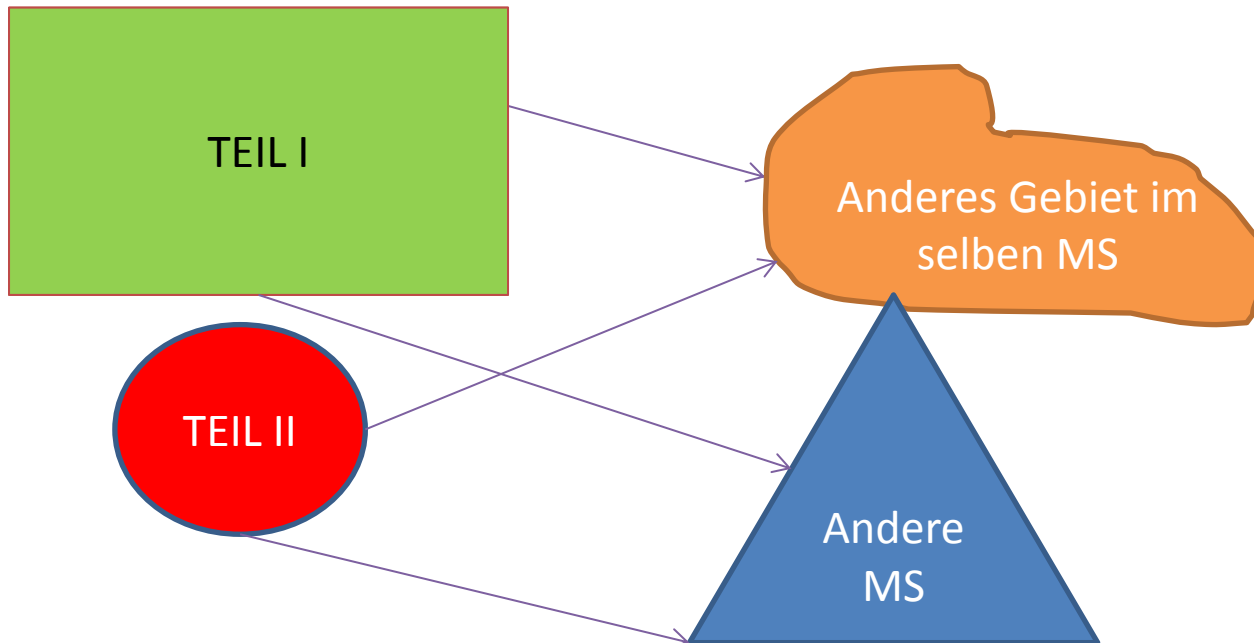 TEIL I
Anderes Gebiet im
selben MS
TEIL II
Andere
MS